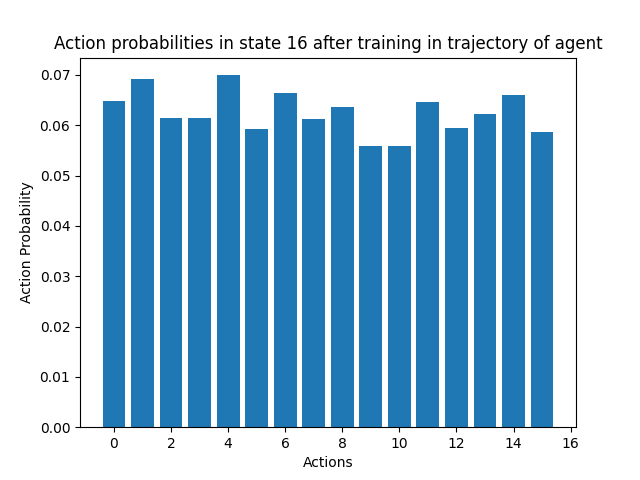 Action probabilities in state 16 after training in trajectory of agent
0.07
0.06
0.05
0.04
0.03
0.02
0.01
0.00
Action Probability
0 2 4 6 8 10 12 14 16
Actions